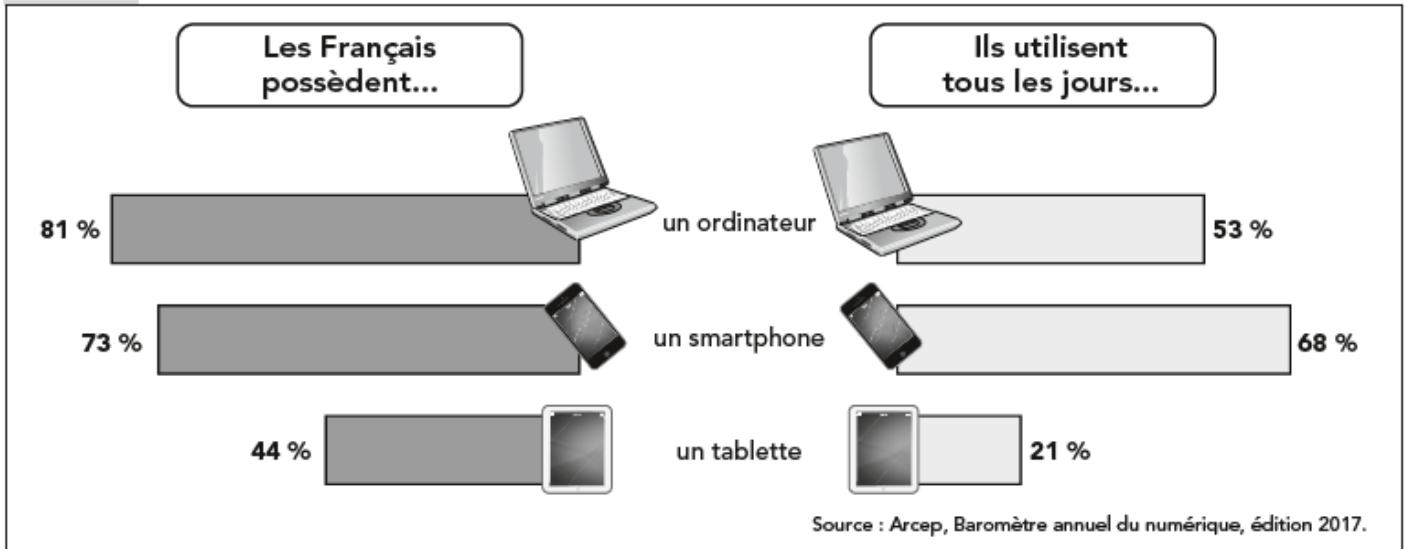 Les Français
possèdent...
Ils utilisent
tous les jours...
81 %
un ordinateur
53 %
73 %
un smartphone
68 %
44 %
un tablette
21 %
Source : Arcep, Baromètre annuel du numérique, édition 2017.